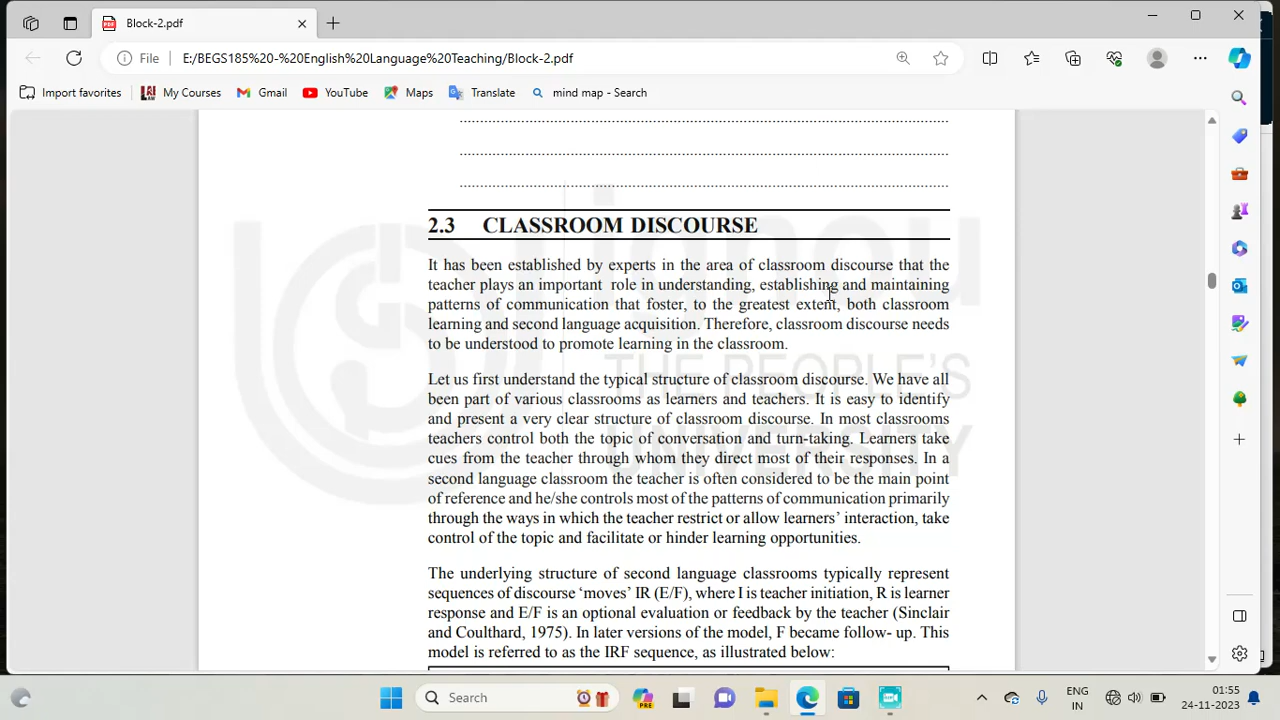 Block-2.pdf
File E:/BEGS185%20-%20English%20Language%20Teaching/Block-2.pdf
Import favorites My Courses Gmail YouTube Maps Translate mind map - Search
2.3 CLASSROOM DISCOURSE
It has been established by experts in the area of classroom discourse that the
teacher plays an important role in understanding, establishing and maintaining
patterns of communication that foster, to the greatest extent, both classroom
learning and second language acquisition. Therefore, classroom discourse needs
to be understood to promote learning in the classroom.
Let us first understand the typical structure of classroom discourse. We have all
been part of various classrooms as learners and teachers. It is easy to identify
and present a very clear structure of classroom discourse. In most classrooms
teachers control both the topic of conversation and turn-taking. Learners take
cues from the teacher through whom they direct most of their responses. In a
second language classroom the teacher is often considered to be the main point
of reference and he/she controls most of the patterns of communication primarily
through the ways in which the teacher restrict or allow learners' interaction, take
control of the topic and facilitate or hinder learning opportunities.
The underlying structure of second language classrooms typically represent
sequences of discourse 'moves' IR (E/F), where I is teacher initiation, R is learner
response and E/F is an optional evaluation or feedback by the teacher (Sinclair
and Coulthard, 1975). In later versions of the model, F became follow- up. This
model is referred to as the IRF sequence, as illustrated below:
ignou
THE PEOPLE'S
UNIVERSITY
Search
PRE
ENG
IN
01:55
24-11-2023